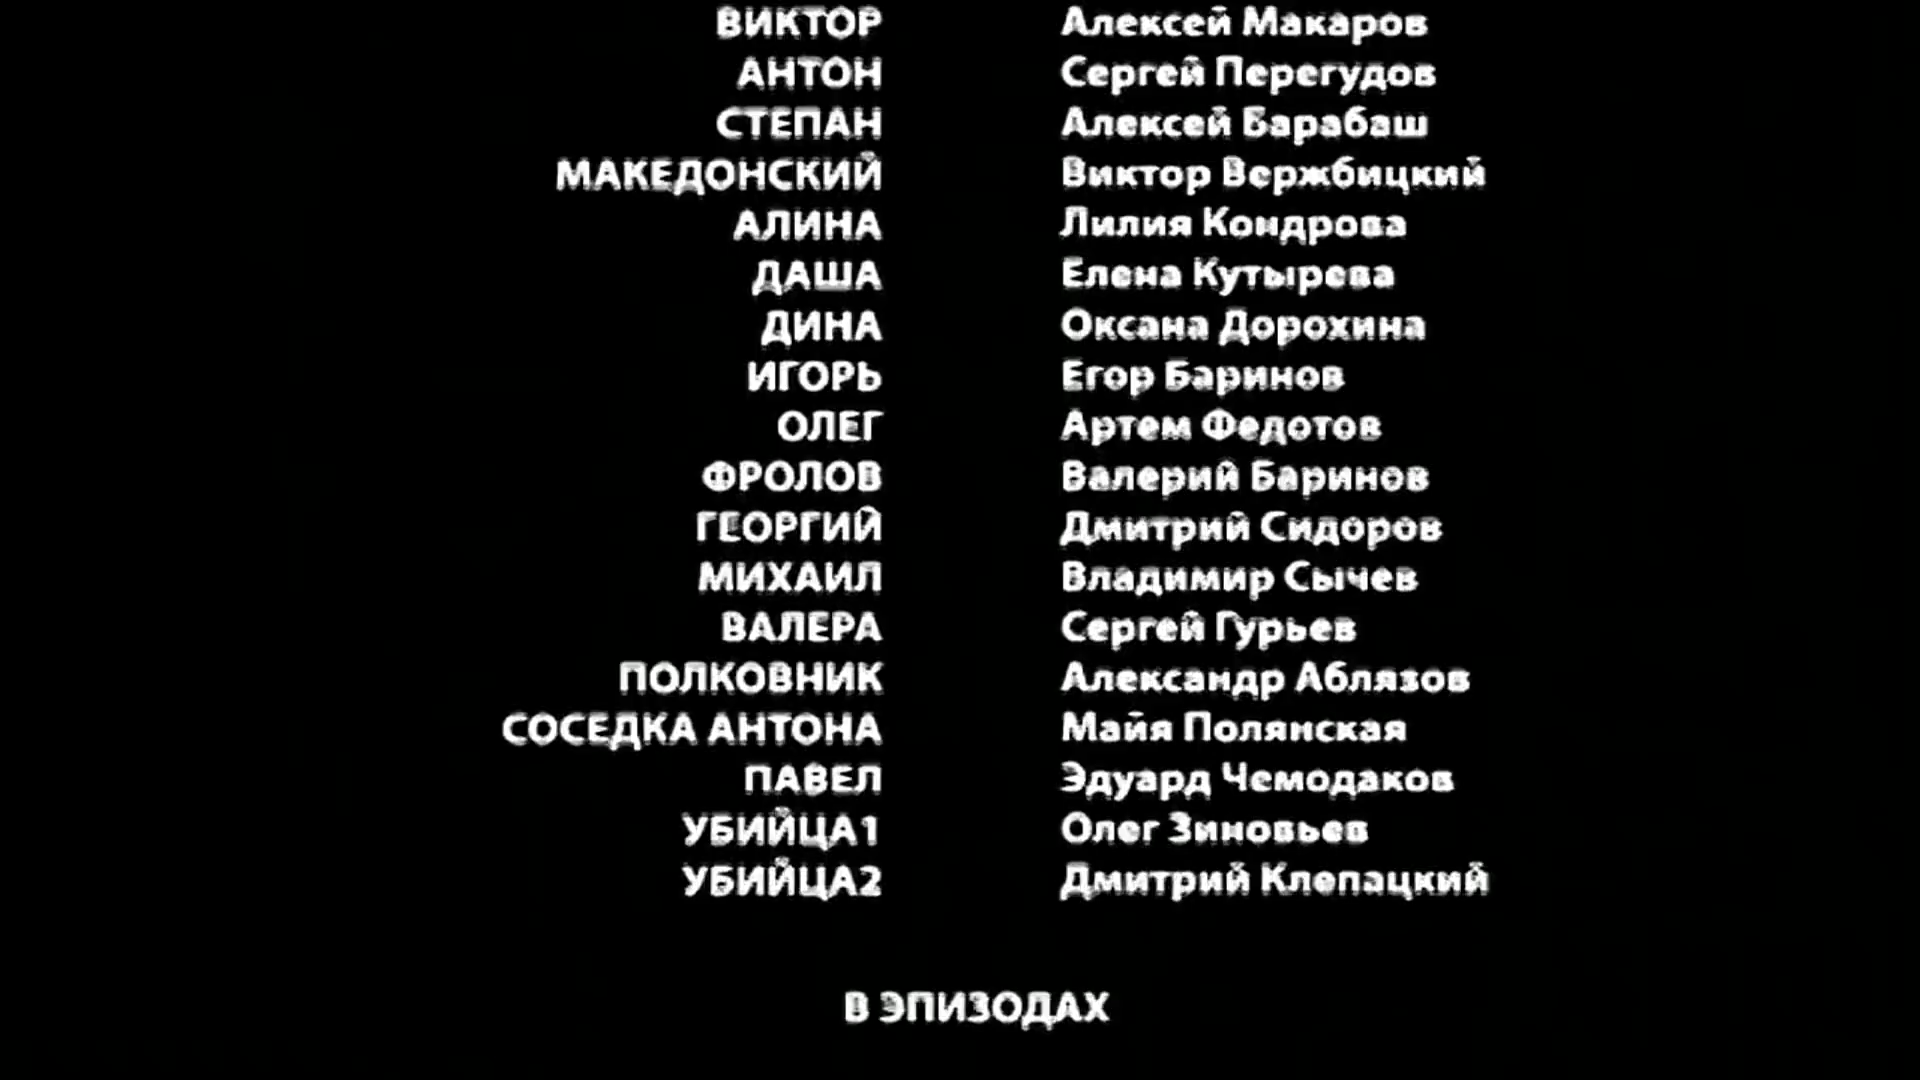 ВИКТОР Алексей Макаров
АНТОН Сергей Перегудов
СТЕПАН Алексей Барабаш
МАКЕДОНСКИЙ Виктор Вержбицкий
АЛИНА Лилия Кондрова
ДАША Елена Кутырева
ДИНА Оксана Дорохина
ИГОРЬ Егор Баринов
ОЛЕГ Артем Федотов
ФРОЛОВ Валерий Баринов
ГЕОРГИЙ Дмитрий Сидоров
МИХАИЛ Владимир Сычев
ВАЛЕРА Сергей Гурьев
ПОЛКОВНИК Александр Аблязов
СОСЕДКА АНТОНА Майя Полянская
ПАВЕЛ Эдуард Чемодаков
УБИЙЦА1 Олег Зиновьев
УБИЙЦА2 Дмитрий Клепацкий
В ЭПИЗОДАХ